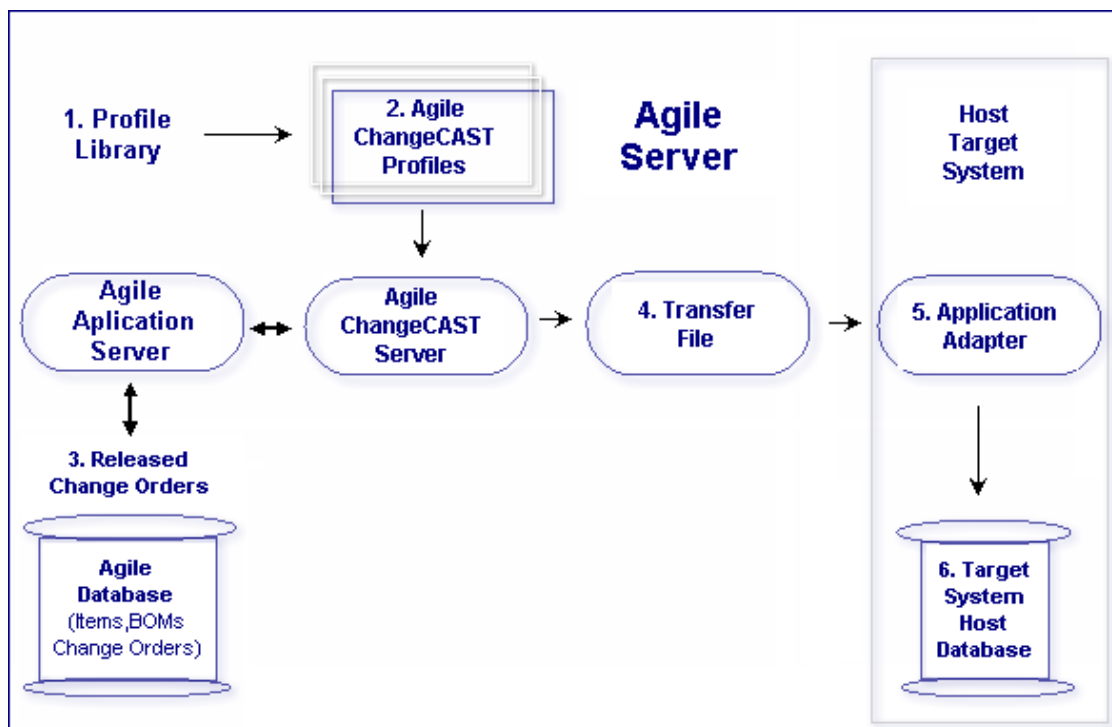 1. Profile
Library
2. Agile
ChangeCAST
Profiles
Agile
Server
Host
Target
System
Agile
Aplication
Server
Agile
ChangeCAST
Server
4. Transfer
File
5. Application
Adapter
3. Released
Change Orders
Agile
Database
(Items,BOMs
Change Orders)
6. Target
System
Host
Database